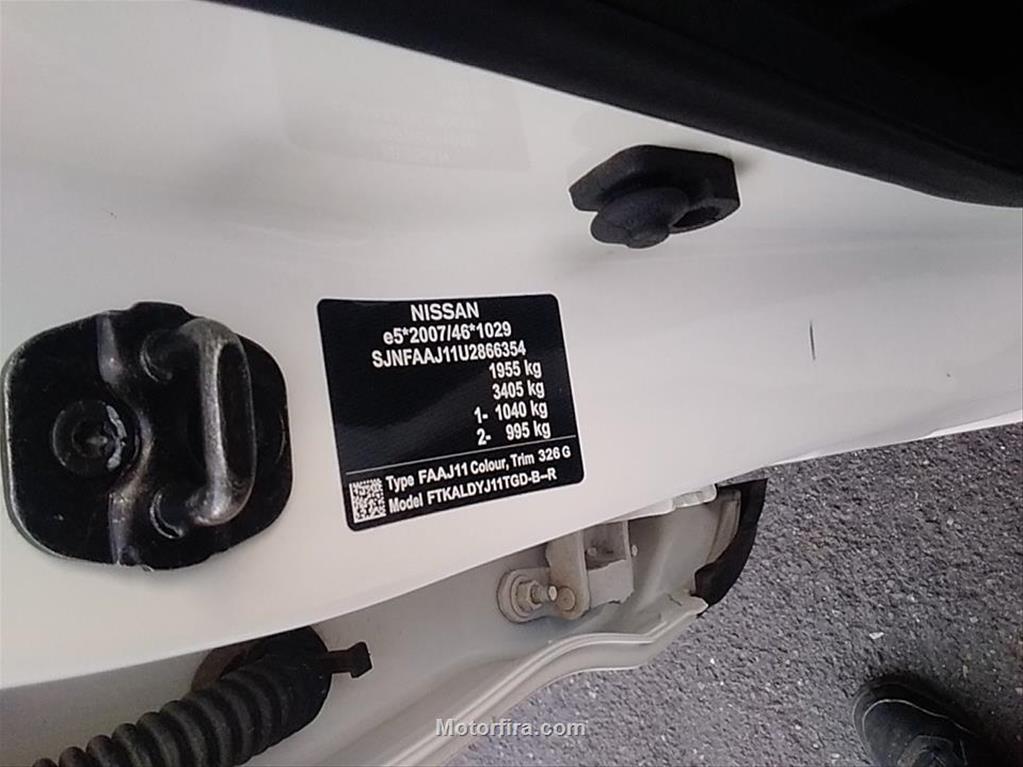 NISSAN
e5*2007/46*1029
SJNFAAJ11U2866354
1955 kg
3405 kg
1- 1040 kg
2- 995 kg
Type FAAJ11 Colour, Trim 326 G
Model FTKALDYJ11TGD-B--R
Motorfira.com